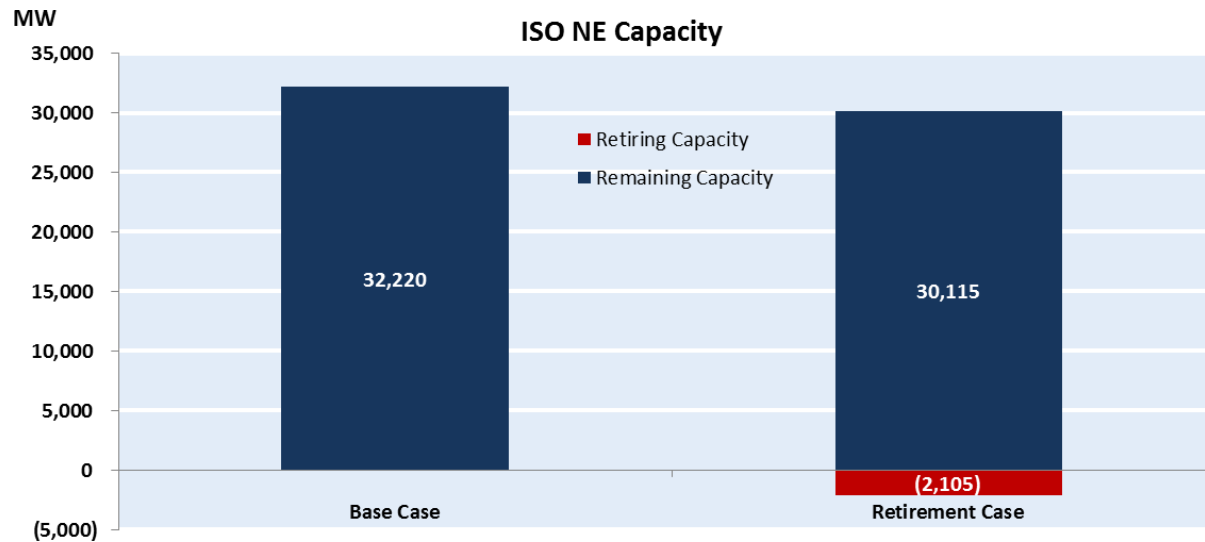 MW
ISO NE Capacity
35,000
30,000
Retiring Capacity
25,000
Remaining Capacity
20,000
32,220
30,115
15,000
10,000
5,000
0
(2,105)
Base Case
Retirement Case
(5,000)